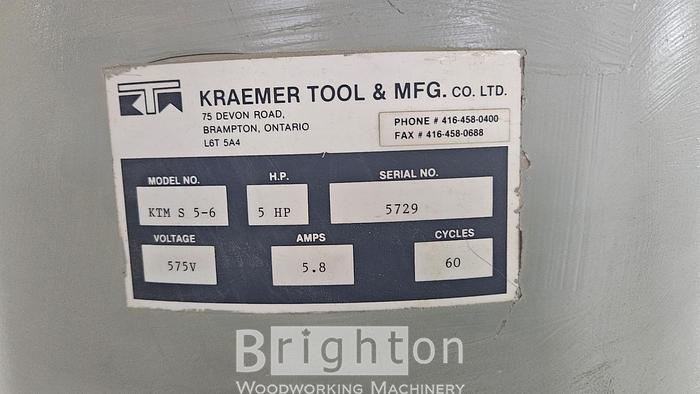 KTM
KRAEMER TOOL & MFG. CO. LTD.
75 DEVON ROAD,
BRAMPTON, ONTARIO
L6T 5A4
PHONE # 416-458-0400
FAX # 416-458-0688
MODEL NO. H.P. SERIAL NO.
KTM S 5-6 5 HP 5729
VOLTAGE AMPS CYCLES
575V 5.8 60
Brighton
WOODWORKING MACHINERY